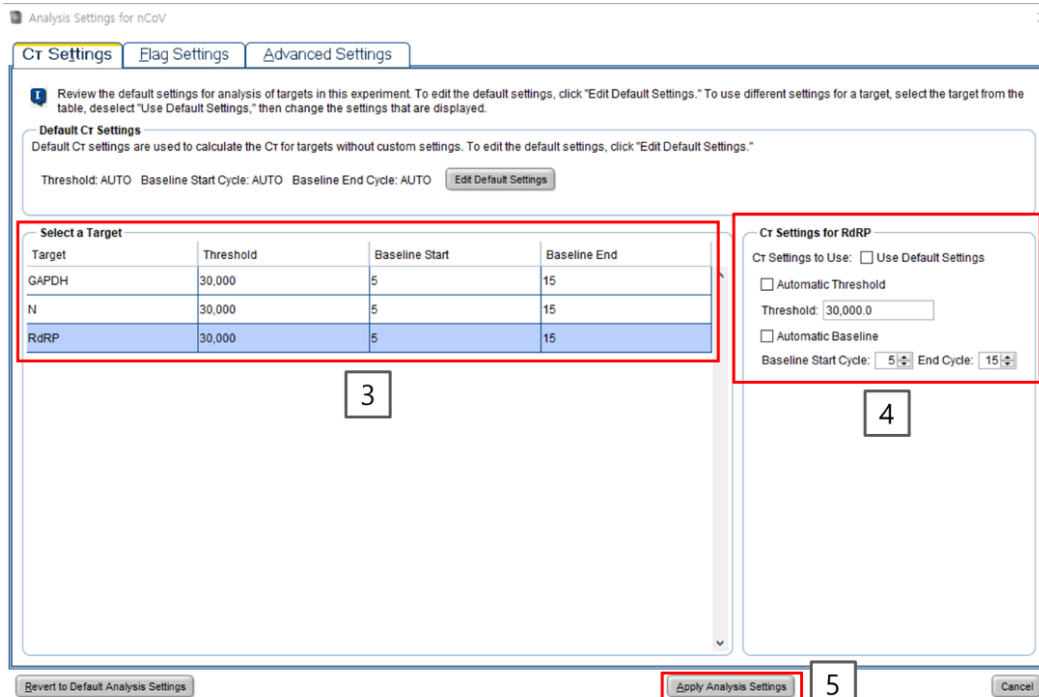 Analysis Settings for nCoV
CT Settings
Flag Settings
Advanced Settings
Review the default settings for analysis of targets in this experiment. To edit the default settings, click "Edit Default Settings." To use different settings for a target, select the target from the
table, deselect "Use Default Settings," then change the settings that are displayed.
Default CT Settings
Default CT settings are used to calculate the CT for targets without custom settings. To edit the default settings, click "Edit Default Settings."
Threshold: AUTO Baseline Start Cycle: AUTO Baseline End Cycle: AUTO Edit Default Settings
Select a Target
Target Threshold Baseline Start Baseline End
GAPDH 30,000 5 15
N 30,000 5 15
RdRP 30,000 5 15
3
CT Settings for RdRP
CT Settings to Use: Use Default Settings
Automatic Threshold
Threshold: 30,000.0
Automatic Baseline
Baseline Start Cycle: 5 End Cycle: 15
4
Revert to Default Analysis Settings
Apply Analysis Settings
5
Cancel